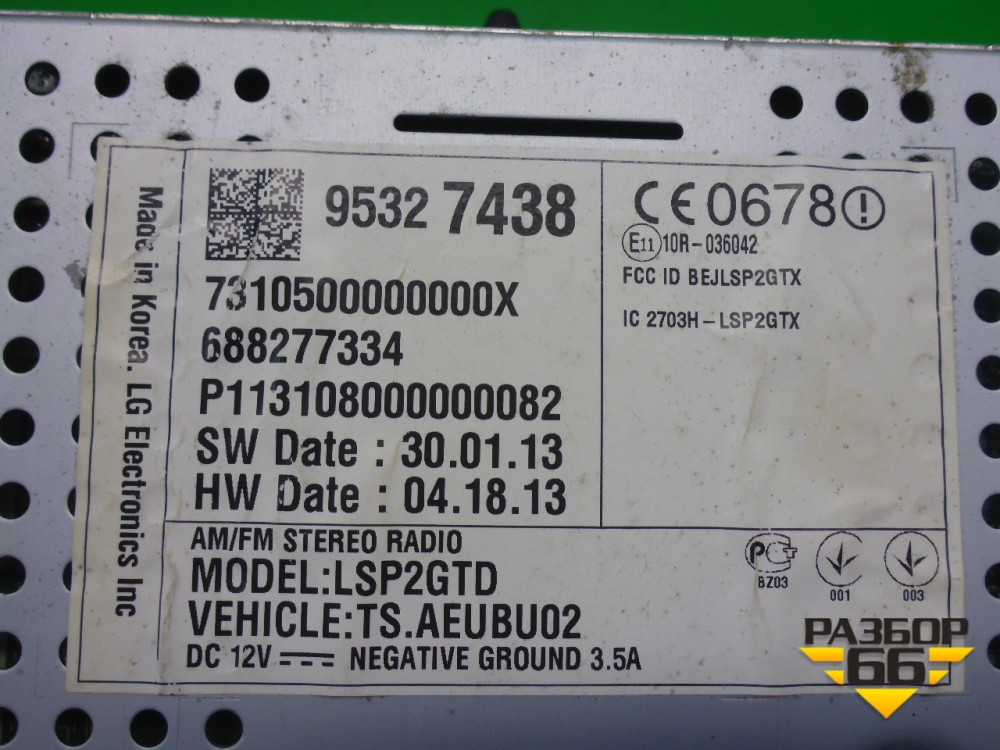 Made in Korea. LG Electronics Inc
9532 7438
7310500000000X
688277334
P113108000000082
SW Date : 30.01.13
HW Date : 04.18.13
CE0678
E11 10R-036042
FCC ID BEJLSP2GTX
IC 2703H-LSP2GTX
AM/FM STEREO RADIO
MODEL:LSP2GTD
VEHICLE:TS.AEUBU02
DC 12V NEGATIVE GROUND 3.5A
PCT
BZ03
001
003
РАЗБОР
66